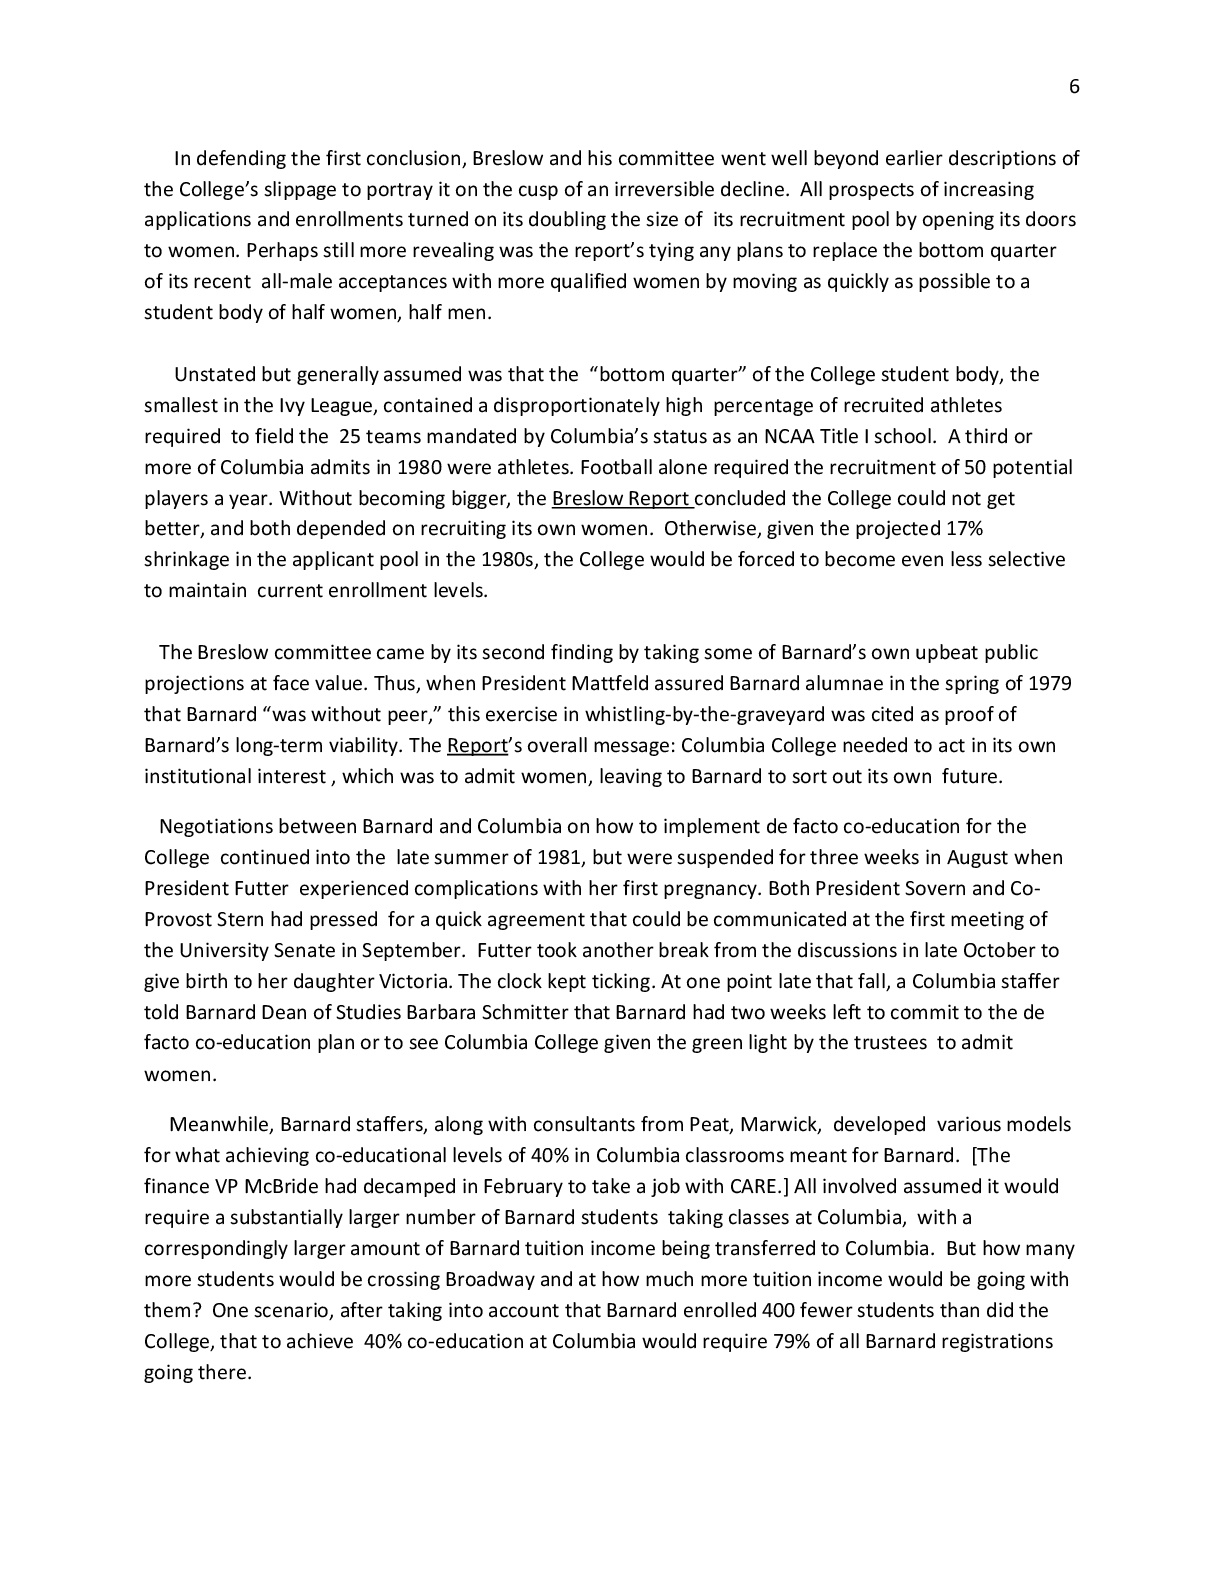 6
In defending the first conclusion, Breslow and his committee went well beyond earlier descriptions of
the College’s slippage to portray it on the cusp of an irreversible decline.  All prospects of increasing
applications and enrollments turned on its doubling the size of  its recruitment pool by opening its doors
to women. Perhaps still more revealing was the report’s tying any plans to replace the bottom quarter
of its recent  all-male acceptances with more qualified women by moving as quickly as possible to a
student body of half women, half men.
Unstated but generally assumed was that the  “bottom quarter” of the College student body, the
smallest in the Ivy League, contained a disproportionately high  percentage of recruited athletes
required  to field the  25 teams mandated by Columbia’s status as an NCAA Title I school.  A third or
more of Columbia admits in 1980 were athletes. Football alone required the recruitment of 50 potential
players a year. Without becoming bigger, the Breslow Report concluded the College could not get
better, and both depended on recruiting its own women.  Otherwise, given the projected 17%
shrinkage in the applicant pool in the 1980s, the College would be forced to become even less selective
to maintain  current enrollment levels.
The Breslow committee came by its second finding by taking some of Barnard’s own upbeat public
projections at face value. Thus, when President Mattfeld assured Barnard alumnae in the spring of 1979
that Barnard “was without peer,” this exercise in whistling-by-the-graveyard was cited as proof of
Barnard’s long-term viability. The Report’s overall message: Columbia College needed to act in its own
institutional interest , which was to admit women, leaving to Barnard to sort out its own  future.
Negotiations between Barnard and Columbia on how to implement de facto co-education for the
College  continued into the  late summer of 1981, but were suspended for three weeks in August when
President Futter  experienced complications with her first pregnancy. Both President Sovern and Co-
Provost Stern had pressed  for a quick agreement that could be communicated at the first meeting of
the University Senate in September.  Futter took another break from the discussions in late October to
give birth to her daughter Victoria. The clock kept ticking. At one point late that fall, a Columbia staffer
told Barnard Dean of Studies Barbara Schmitter that Barnard had two weeks left to commit to the de
facto co-education plan or to see Columbia College given the green light by the trustees  to admit
women.
Meanwhile, Barnard staffers, along with consultants from Peat, Marwick,  developed  various models
for what achieving co-educational levels of 40% in Columbia classrooms meant for Barnard.  [The
finance VP McBride had decamped in February to take a job with CARE.] All involved assumed it would
require a substantially larger number of Barnard students  taking classes at Columbia,  with a
correspondingly larger amount of Barnard tuition income being transferred to Columbia.  But how many
more students would be crossing Broadway and at how much more tuition income would be going with
them?  One scenario, after taking into account that Barnard enrolled 400 fewer students than did the
College, that to achieve  40% co-education at Columbia would require 79% of all Barnard registrations
going there.